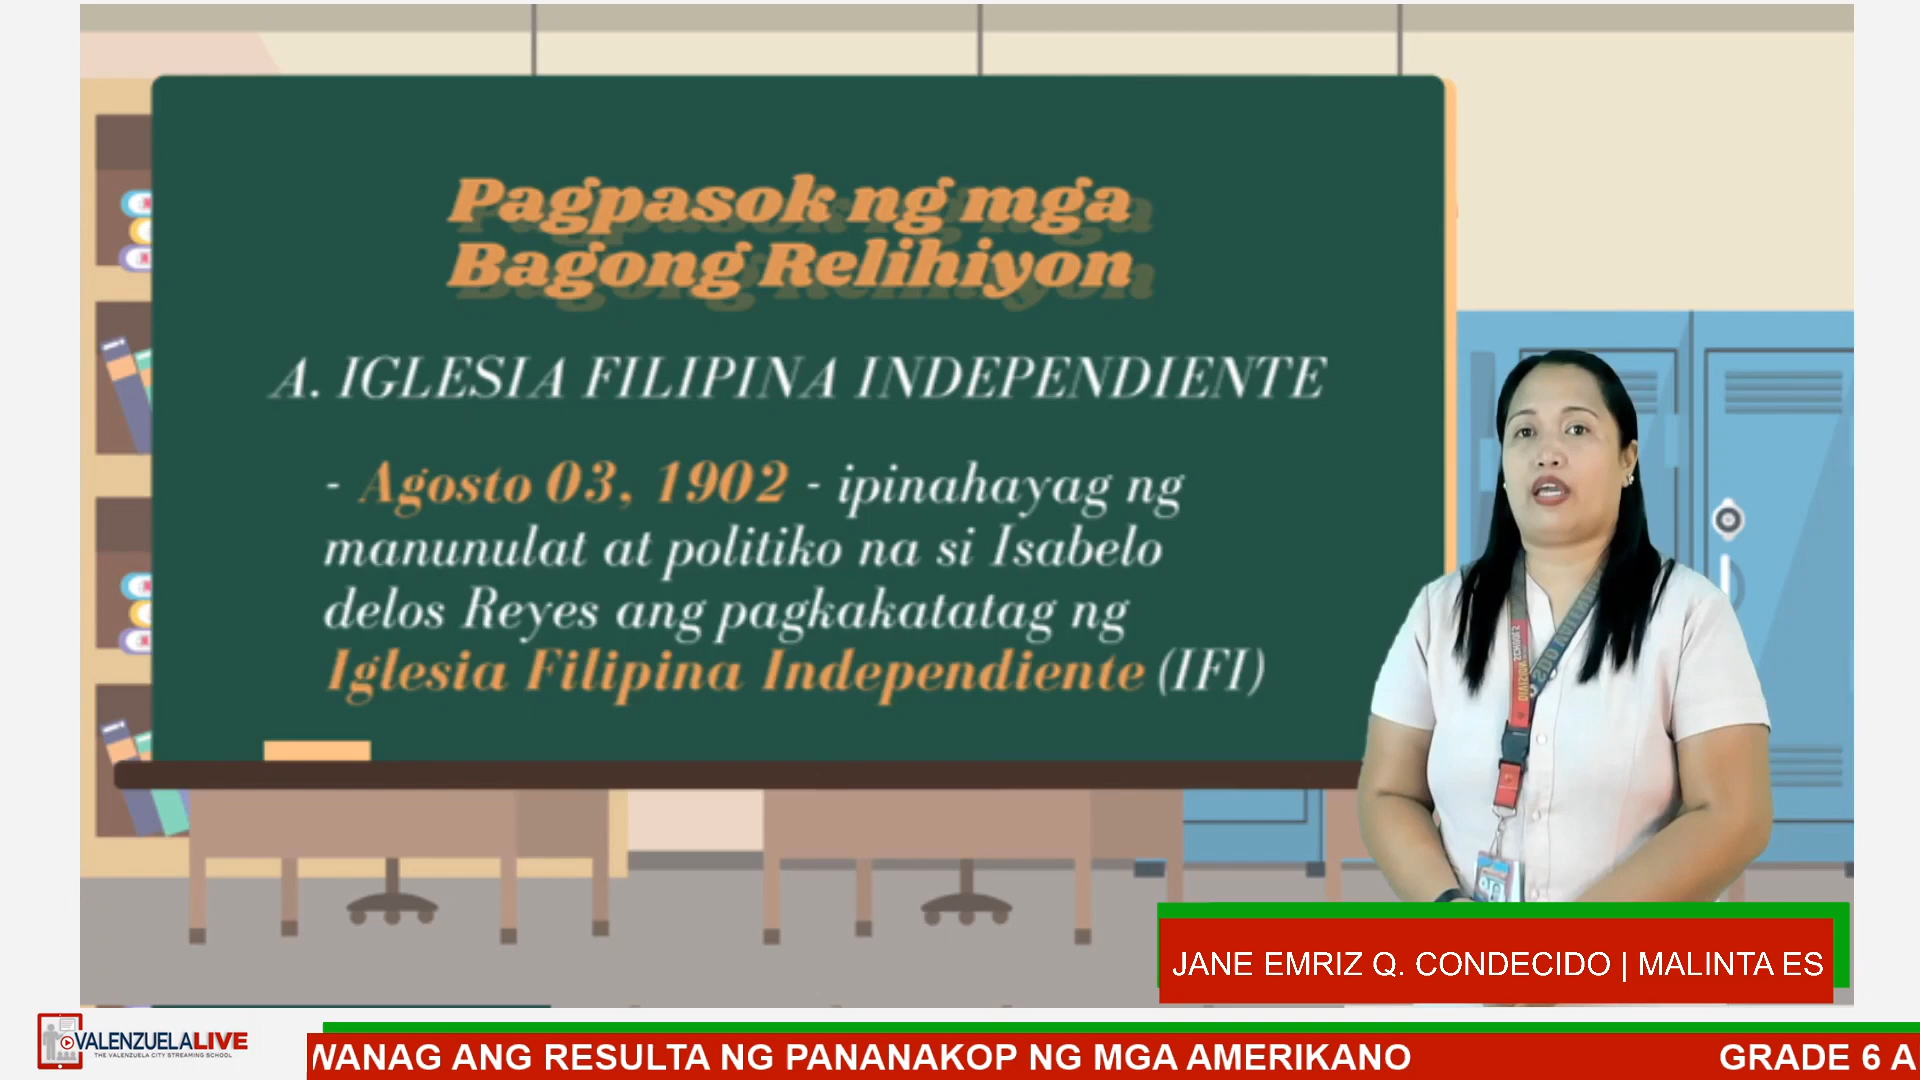 Pagpasok ng mga
Bagong Relihiyon
A. IGLESIA FILIPINA INDEPENDIENTE
- Agosto 03, 1902 - ipinahayag ng
manunulat at politiko na si Isabelo
delos Reyes ang pagkakatatag ng
Iglesia Filipina Independiente (IFI)
JANE EMRIZ Q. CONDECIDO | MALINTA ES
VALENZUELALIVE
THE VALENZUELA CITY STREAMING SCHOOL
WANAG ANG RESULTA NG PANANAKOP NG MGA AMERIKANO GRADE 6 A